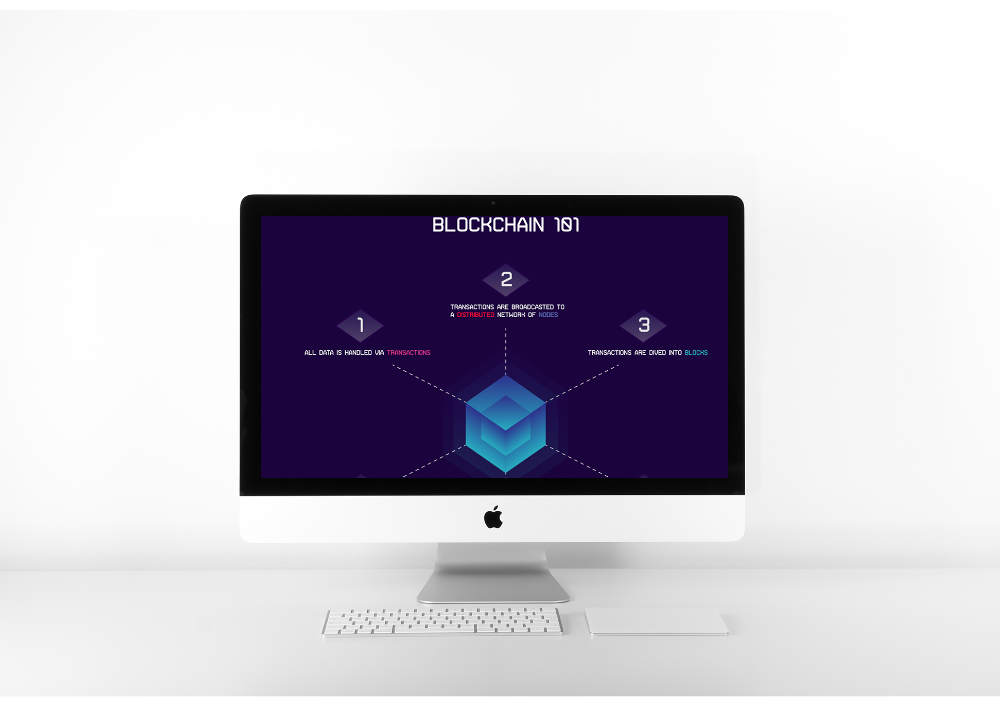 BLOCKCHAIN 101
2
TRANSACTIONS ARE BROADCASTED TO
A DISTRIBUTED NETWORK OF NODES
1
ALL DATA IS HANDLED VIA TRANSACTIONS
3
TRANSACTIONS ARE DIVED INTO BLOCKS